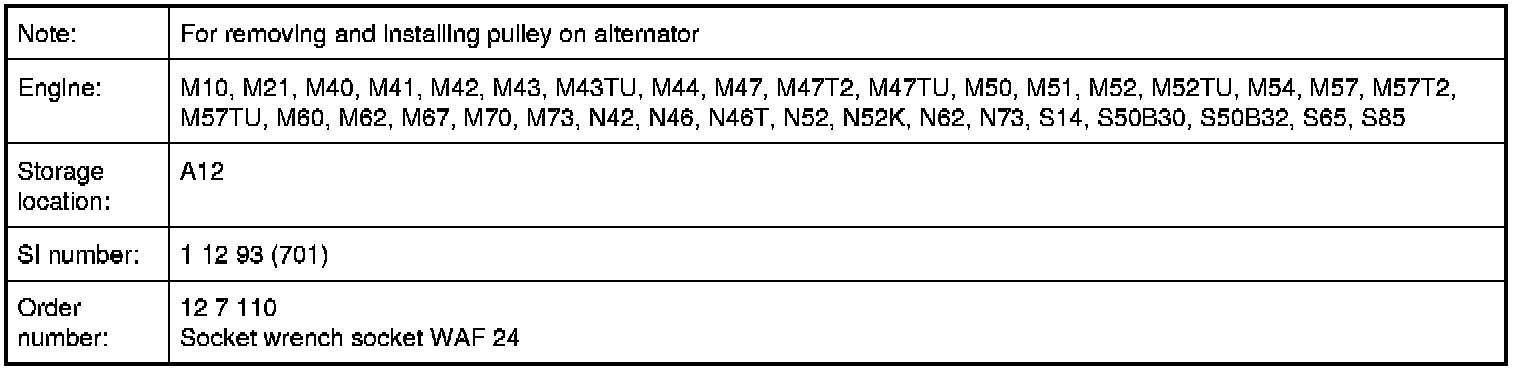 Note: For removing and installing pulley on alternator
Engine: M10, M21, M40, M41, M42, M43, M43TU, M44, M47, M47T2, M47TU, M50, M51, M52, M52TU, M54, M57, M57T2,
M57TU, M60, M62, M67, M70, M73, N42, N46, N46T, N52, N52K, N62, N73, S14, S50B30, S50B32, S65, S85
Storage A12
location:
SI number: 1 12 93 (701)
Order 12 7 110
number: Socket wrench socket WAF 24